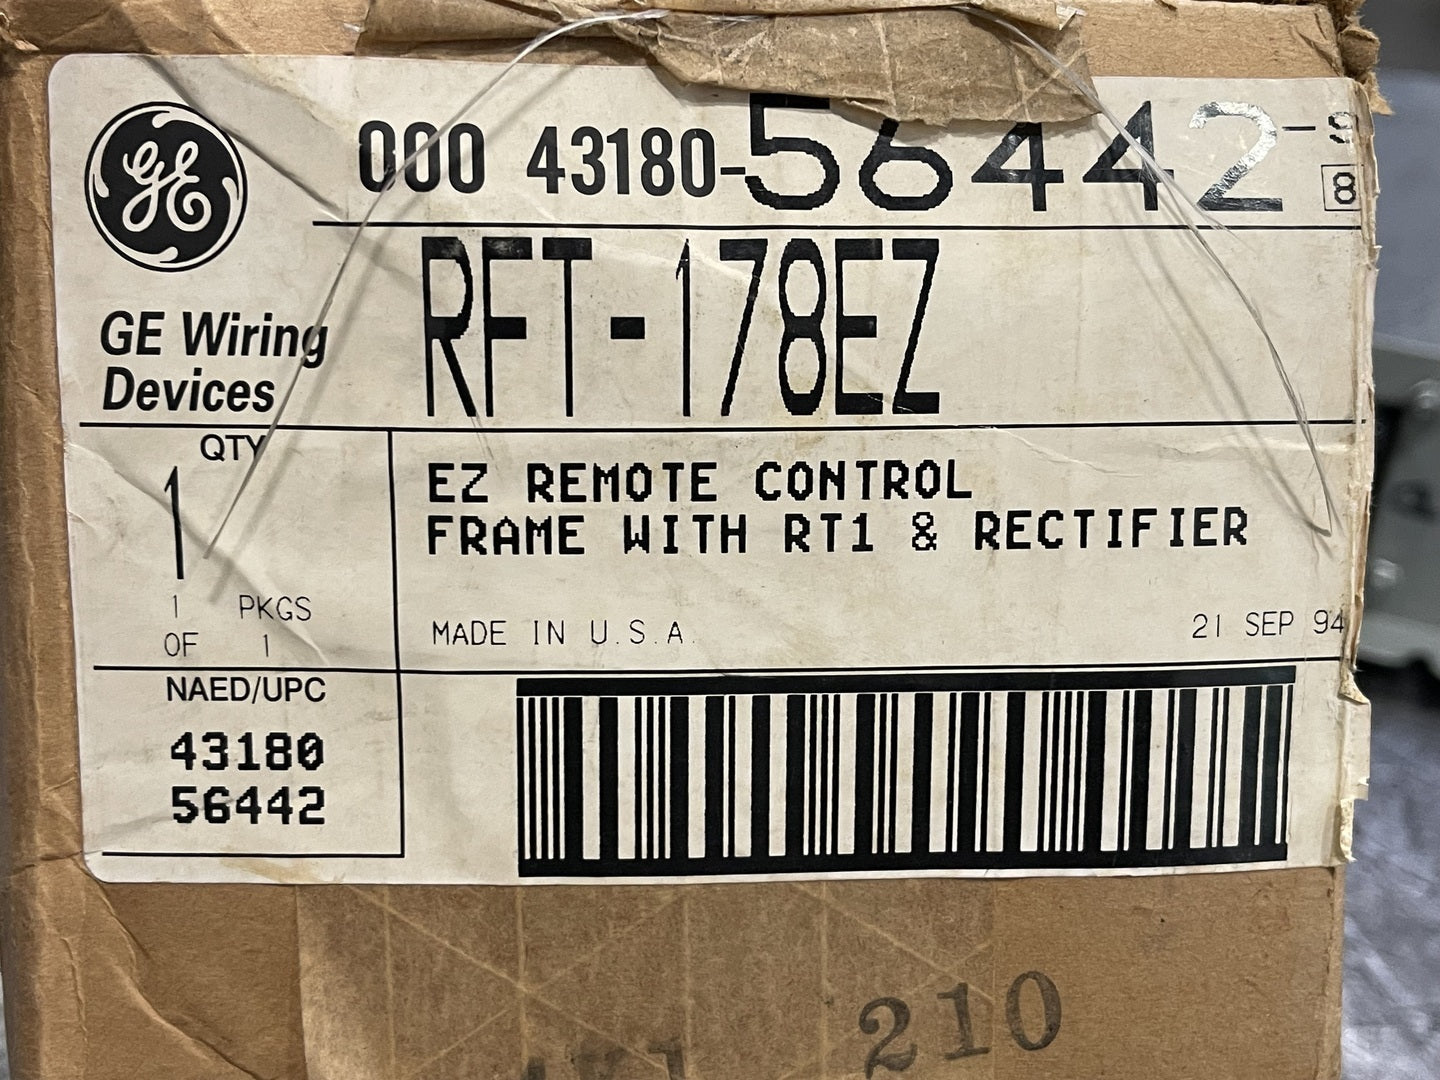 GE
000 43180-56442-S
8
RFT-178EZ
GE Wiring
Devices
QTY
1
1 PKGS
OF 1
EZ REMOTE CONTROL
FRAME WITH RT1 & RECTIFIER
MADE IN U.S.A.
21 SEP 94
NAED/UPC
43180
56442
210